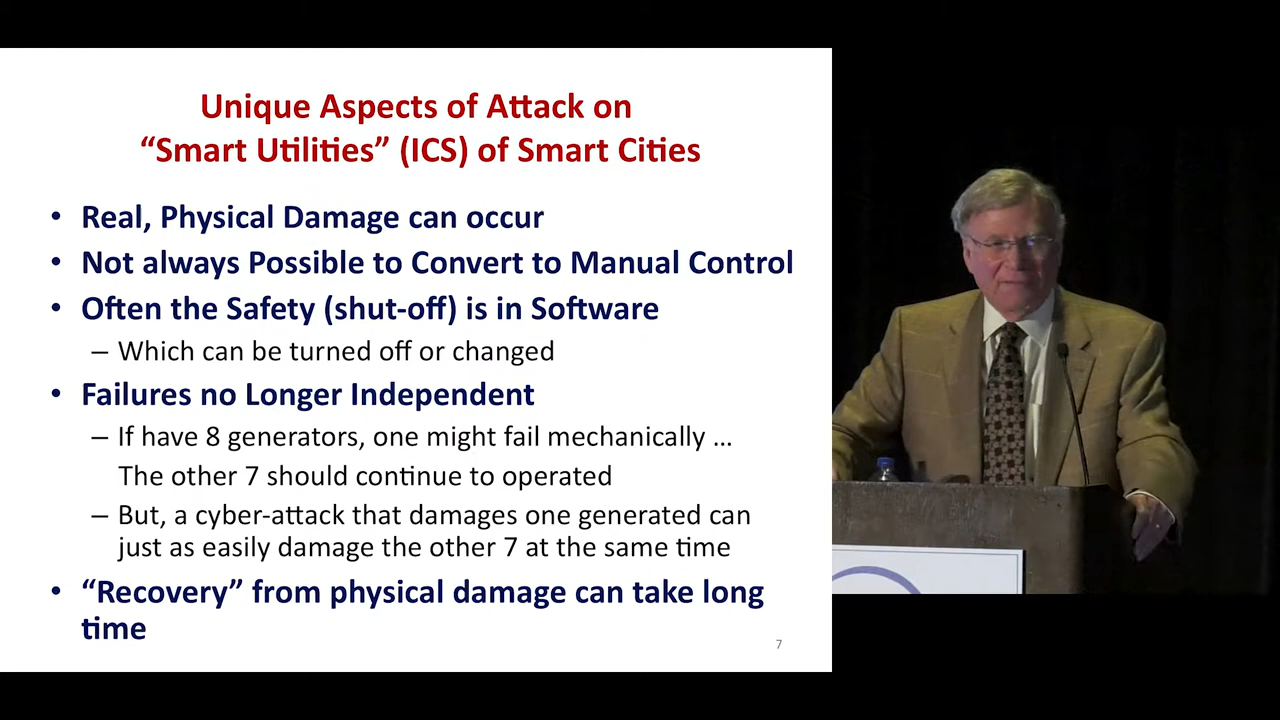 Unique Aspects of Attack on
“Smart Utilities” (ICS) of Smart Cities
• Real, Physical Damage can occur
• Not always Possible to Convert to Manual Control
• Often the Safety (shut-off) is in Software
– Which can be turned off or changed
• Failures no Longer Independent
– If have 8 generators, one might fail mechanically ...
The other 7 should continue to operated
– But, a cyber-attack that damages one generated can
just as easily damage the other 7 at the same time
• “Recovery” from physical damage can take long
time
7